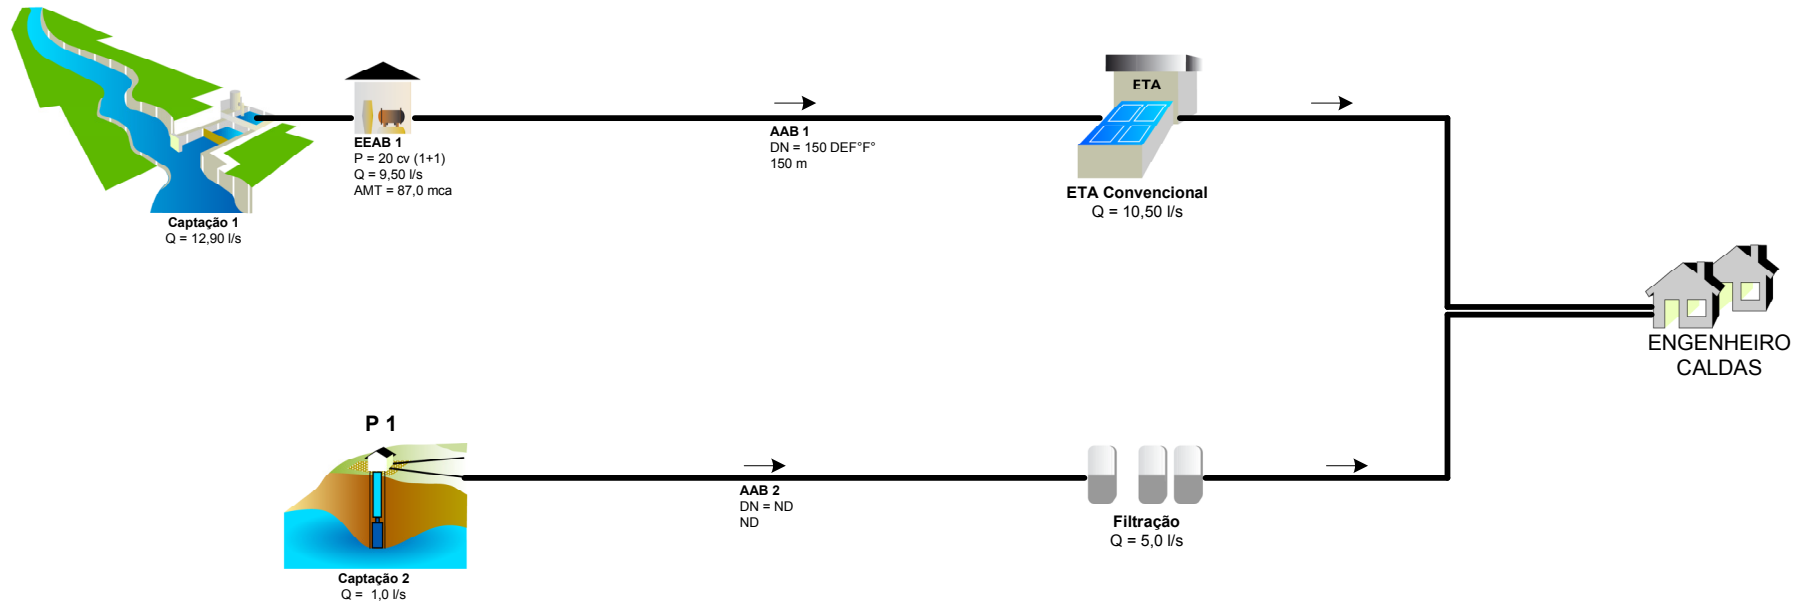 ETA
EEAB 1
P = 20 cv (1+1)
Q = 9,50 l/s
AMT = 87,0 mca
AAB 1
DN = 150 DEF°F°
150 m
ETA Convencional
Q = 10,50 l/s
Captação 1
Q = 12,90 l/s
ENGENHEIRO
CALDAS
P 1
AAB 2
DN = ND
ND
Filtração
Q = 5,0 l/s
Captação 2
Q = 1,0 l/s